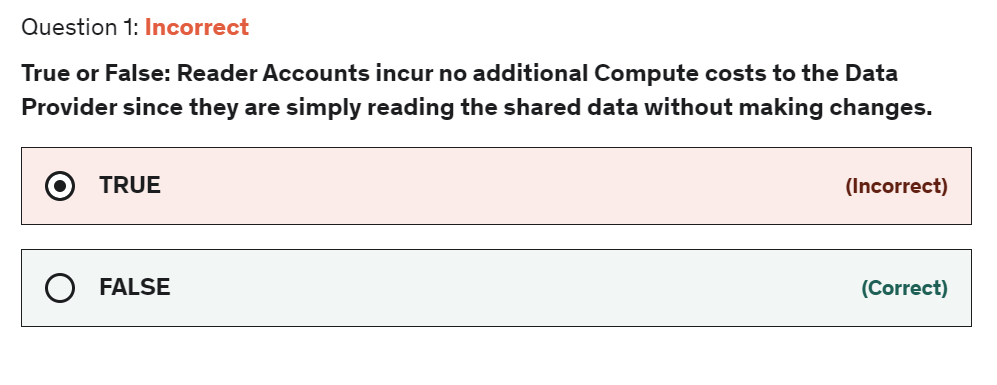 Question 1: Incorrect
True or False: Reader Accounts incur no additional Compute costs to the Data
Provider since they are simply reading the shared data without making changes.
TRUE (Incorrect)
FALSE (Correct)